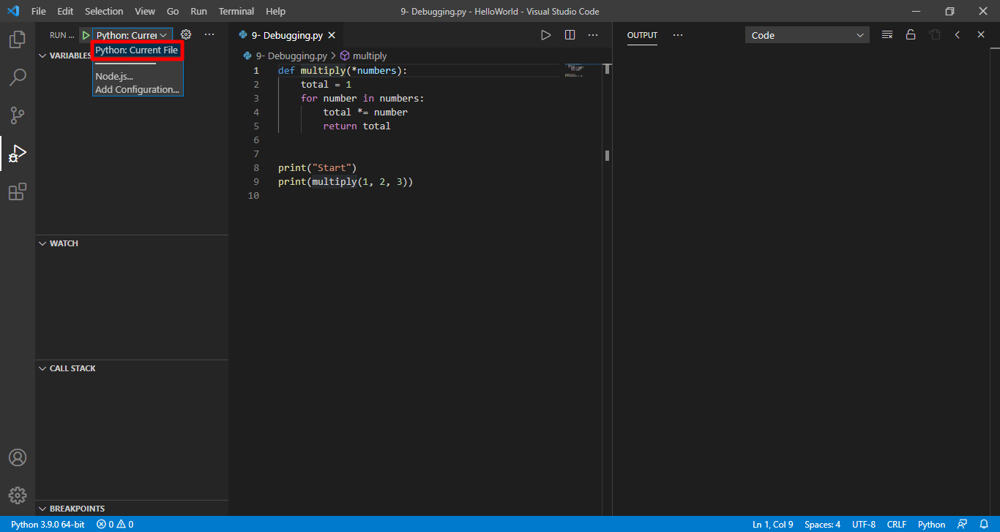 File Edit Selection View Go Run Terminal Help
9- Debugging.py - HelloWorld - Visual Studio Code
RUN ...
Python: Currer
Python: Current File
Node.js...
Add Configuration...
VARIABLES
WATCH
CALL STACK
BREAKPOINTS
9- Debugging.py
9- Debugging.py > multiply
1 def multiply(*numbers):
2 total = 1
3 for number in numbers:
4 total *= number
5 return total
6
7
8 print("Start")
9 print(multiply(1, 2, 3))
10
OUTPUT
Code
Python 3.9.0 64-bit 0 0
Ln 1, Col 9 Spaces: 4 UTF-8 CRLF Python